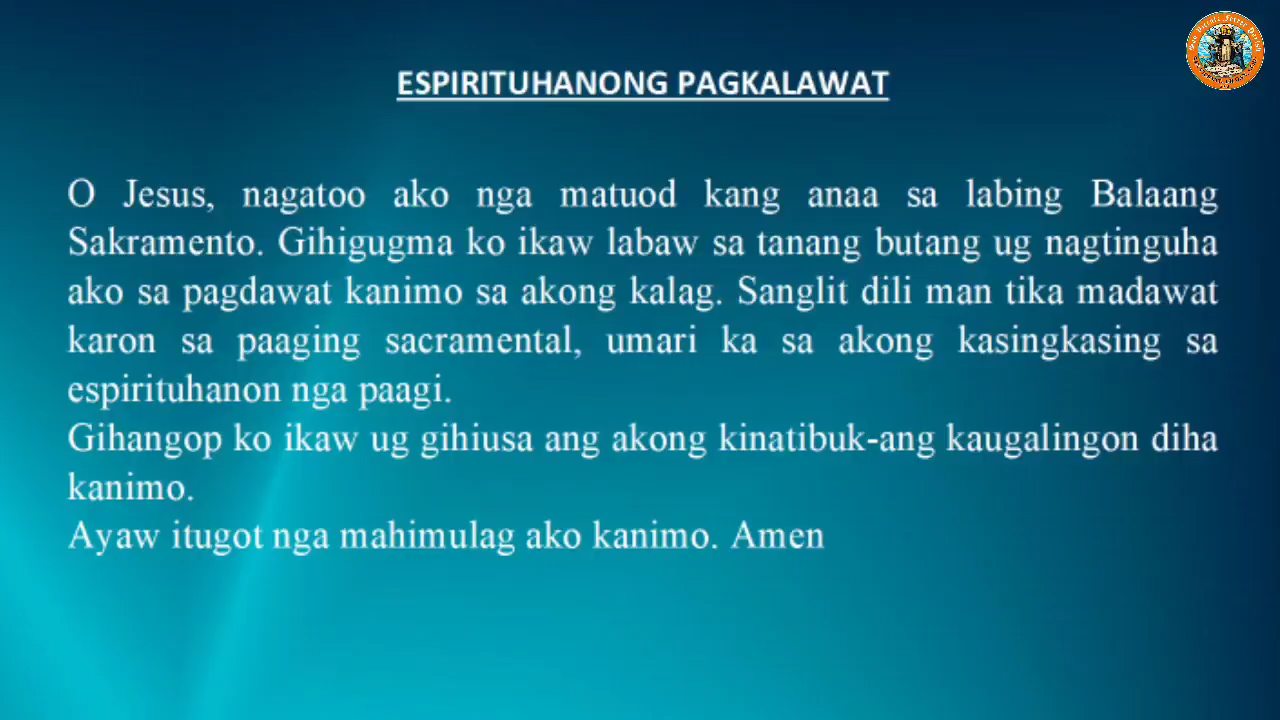 ESPIRITUHANONG PAGKALAWAT
O Jesus, nagatoo ako nga matuod kang anaa sa labing Balaang
Sakramento. Gihigugma ko ikaw labaw sa tanang butang ug nagtinguha
ako sa pagdawat kanimo sa akong kalag. Sanglit dili man tika madawat
karon sa paaging sacramental, umari ka sa akong kasingkasing sa
espirituhanon nga paagi.
Gihangop ko ikaw ug gihiusa ang akong kinatibuk-ang kaugalingon diha
kanimo.
Ayaw itugot nga mahimulag ako kanimo. Amen